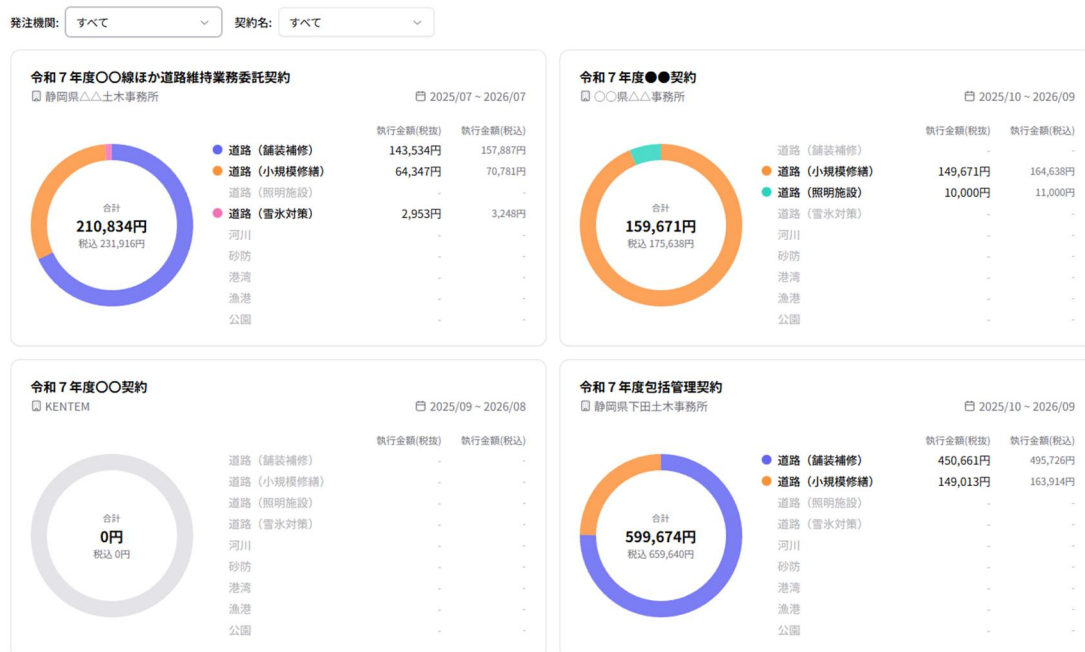 発注機関: すべて 契約名: すべて
令和７年度〇〇線ほか道路維持業務委託契約
静岡県△△土木事務所 2025/07 ~ 2026/07
執行金額(税抜) 執行金額(税込)
道路（舗装補修） 143,534円 157,887円
道路（小規模修繕） 64,347円 70,781円
道路（照明施設） - -
道路（雪氷対策） 2,953円 3,248円
河川 - -
砂防 - -
港湾 - -
漁港 - -
公園 - -
合計
210,834円
税込 231,916円
令和７年度●●契約
〇〇県△△事務所 2025/10 ~ 2026/09
執行金額(税抜) 執行金額(税込)
道路（舗装補修） - -
道路（小規模修繕） 149,671円 164,638円
道路（照明施設） 10,000円 11,000円
道路（雪氷対策） - -
河川 - -
砂防 - -
港湾 - -
漁港 - -
公園 - -
合計
159,671円
税込 175,638円
令和７年度〇〇契約
KENTEM 2025/09 ~ 2026/08
執行金額(税抜) 執行金額(税込)
道路（舗装補修） - -
道路（小規模修繕） - -
道路（照明施設） - -
道路（雪氷対策） - -
河川 - -
砂防 - -
港湾 - -
漁港 - -
公園 - -
合計
0円
税込 0円
令和７年度包括管理契約
静岡県下田土木事務所 2025/10 ~ 2026/09
執行金額(税抜) 執行金額(税込)
道路（舗装補修） 450,661円 495,726円
道路（小規模修繕） 149,013円 163,914円
道路（照明施設） - -
道路（雪氷対策） - -
河川 - -
砂防 - -
港湾 - -
漁港 - -
公園 - -
合計
599,674円
税込 659,640円